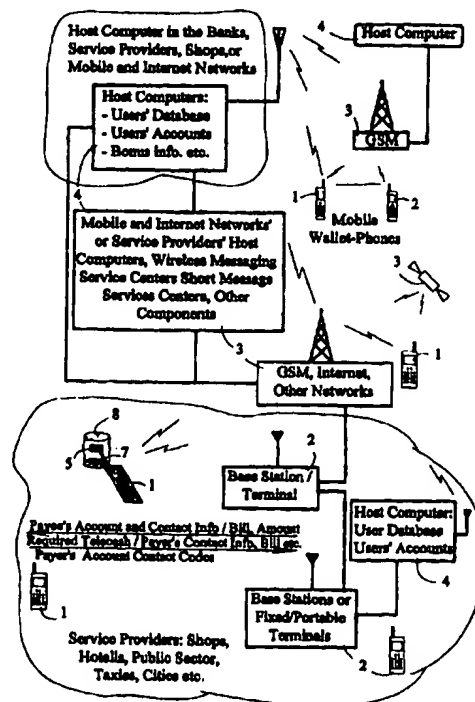 Host Computer in the Banks,
Service Providers, Shops,or
Mobile and Internet Networks
4
Host Computer
Host Computers:
- Users' Database
- Users' Accounts
- Bonus Info. etc.
4
3
GSM
1
2
Mobile
Wallet-Phones
Mobile and Internet Networks'
or Service Providers' Host
Computers, Wireless Messaging
Service Centers Short Message
Services Centers, Other
Components
3
3
GSM, Internet,
Other Networks
1
8
5
7
1
2
Base Station /
Terminal
Host Computer:
User Database
Users' Accounts
4
Payee's Account and Contact Info / Bill, Amount
Required Telecash / Payer's Contact Info, Bill etc.
Payer's Account Contact Codes
1
Base Stations or
Fixed/Portable
Terminals
2
Service Providers: Shops,
Hotells, Public Sector,
Taxies, Cities etc.